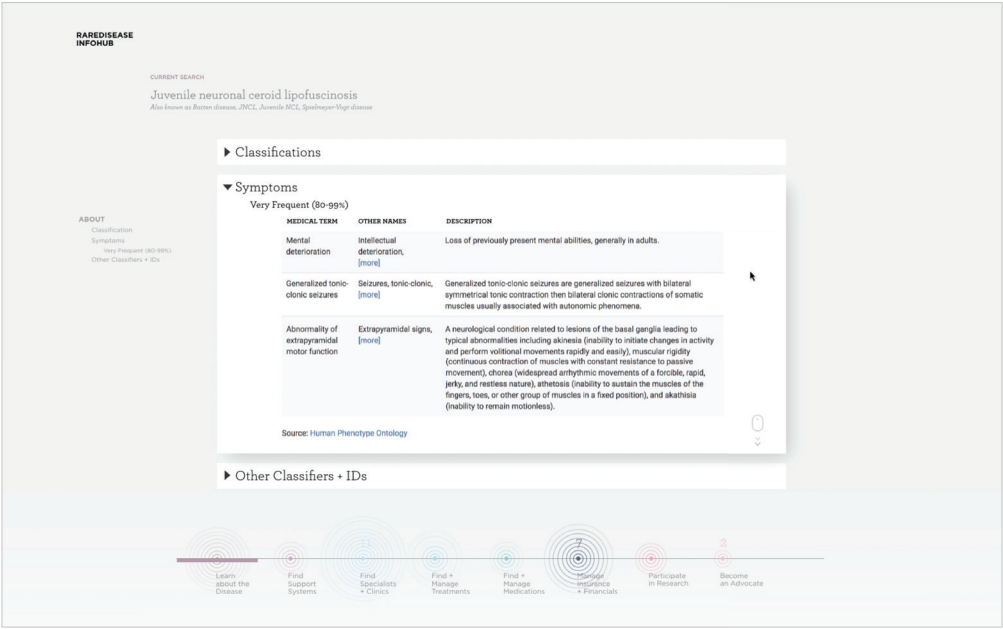 RAREDISEASE
INFOHUB
CURRENT SEARCH
Juvenile neuronal ceroid lipofuscinosis
Also known as Batten disease, JNCL, Juvenile NCL, Spielmeyer-Vogt disease
Classifications
Symptoms
Very Frequent (80-99%)
MEDICAL TERM OTHER NAMES DESCRIPTION
Mental deterioration
Intellectual deterioration, [more]
Loss of previously present mental abilities, generally in adults.
Generalized tonic-clonic seizures
Seizures, tonic-clonic, [more]
Generalized tonic-clonic seizures are generalized seizures with bilateral
symmetrical tonic contraction then bilateral clonic contractions of somatic
muscles usually associated with autonomic phenomena.
Abnormality of extrapyramidal motor function
Extrapyramidal signs, [more]
A neurological condition related to lesions of the basal ganglia leading to
typical abnormalities including akinesia (inability to initiate changes in activity
and perform volitional movements rapidly and easily), muscular rigidity
(continuous contraction of muscles with constant resistance to passive
movement), chorea (widespread arrhythmic movements of a forcible, rapid,
jerky, and restless nature), athetosis (inability to sustain the muscles of the
fingers, toes, or other group of muscles in a fixed position), and akathisia
(inability to remain motionless).
Source: Human Phenotype Ontology
Other Classifiers + IDs
ABOUT
Classification
Symptoms
Very Frequent (80-99%)
Other Classifiers + IDs
11
7
2
Learn
about the
Disease
Find
Support
Systems
Find
Specialists
+ Clinics
Find +
Manage
Treatments
Find +
Manage
Medications
Manage
Insurance
+ Financials
Participate
in Research
Become
an Advocate